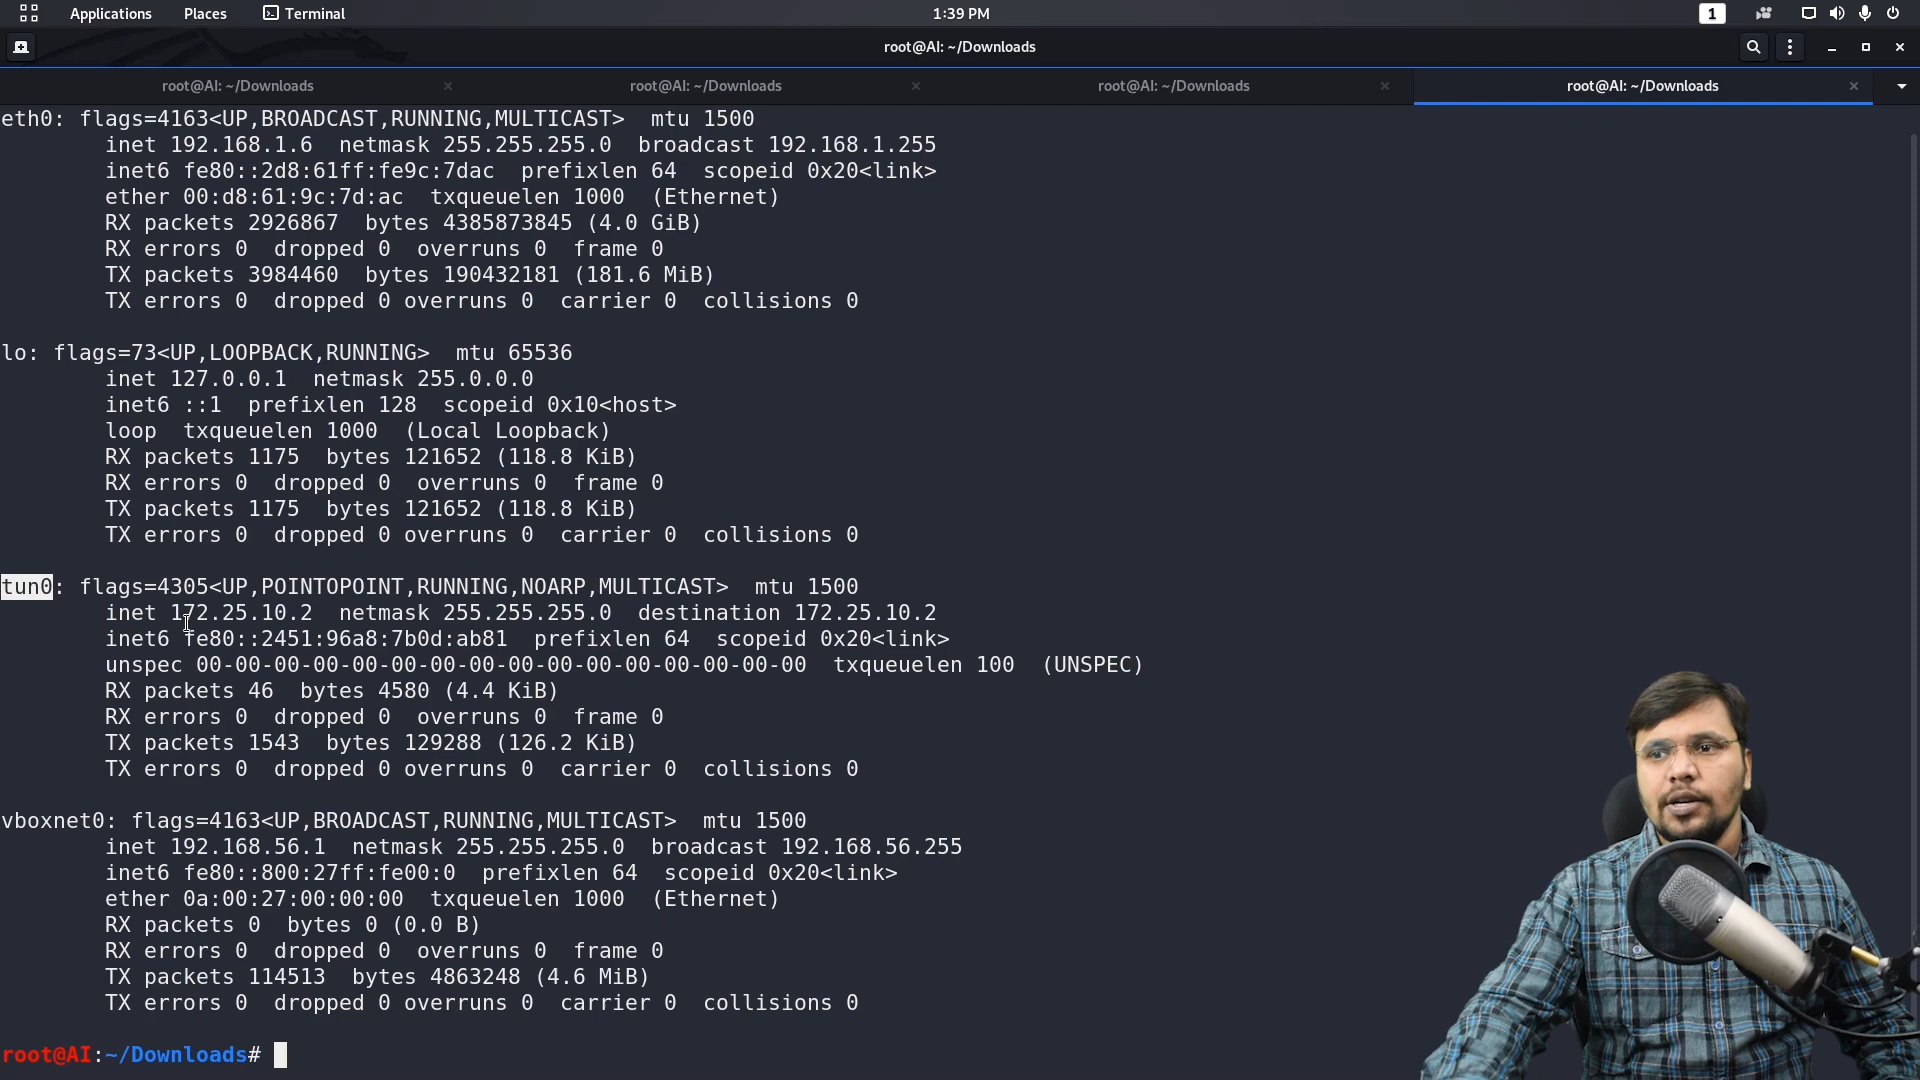 Applications Places Terminal 1:39 PM 1
root@AI: ~/Downloads
root@AI: ~/Downloads root@AI: ~/Downloads root@AI: ~/Downloads root@AI: ~/Downloads
eth0: flags=4163<UP,BROADCAST,RUNNING,MULTICAST>  mtu 1500
        inet 192.168.1.6  netmask 255.255.255.0  broadcast 192.168.1.255
        inet6 fe80::2d8:61ff:fe9c:7dac  prefixlen 64  scopeid 0x20<link>
        ether 00:d8:61:9c:7d:ac  txqueuelen 1000  (Ethernet)
        RX packets 2926867  bytes 4385873845 (4.0 GiB)
        RX errors 0  dropped 0  overruns 0  frame 0
        TX packets 3984460  bytes 190432181 (181.6 MiB)
        TX errors 0  dropped 0 overruns 0  carrier 0  collisions 0
lo: flags=73<UP,LOOPBACK,RUNNING>  mtu 65536
        inet 127.0.0.1  netmask 255.0.0.0
        inet6 ::1  prefixlen 128  scopeid 0x10<host>
        loop  txqueuelen 1000  (Local Loopback)
        RX packets 1175  bytes 121652 (118.8 KiB)
        RX errors 0  dropped 0  overruns 0  frame 0
        TX packets 1175  bytes 121652 (118.8 KiB)
        TX errors 0  dropped 0 overruns 0  carrier 0  collisions 0
tun0: flags=4305<UP,POINTOPOINT,RUNNING,NOARP,MULTICAST>  mtu 1500
        inet 172.25.10.2  netmask 255.255.255.0  destination 172.25.10.2
        inet6 fe80::2451:96a8:7b0d:ab81  prefixlen 64  scopeid 0x20<link>
        unspec 00-00-00-00-00-00-00-00-00-00-00-00-00-00-00-00  txqueuelen 100  (UNSPEC)
        RX packets 46  bytes 4580 (4.4 KiB)
        RX errors 0  dropped 0  overruns 0  frame 0
        TX packets 1543  bytes 129288 (126.2 KiB)
        TX errors 0  dropped 0 overruns 0  carrier 0  collisions 0
vboxnet0: flags=4163<UP,BROADCAST,RUNNING,MULTICAST>  mtu 1500
        inet 192.168.56.1  netmask 255.255.255.0  broadcast 192.168.56.255
        inet6 fe80::800:27ff:fe00:0  prefixlen 64  scopeid 0x20<link>
        ether 0a:00:27:00:00:00  txqueuelen 1000  (Ethernet)
        RX packets 0  bytes 0 (0.0 B)
        RX errors 0  dropped 0  overruns 0  frame 0
        TX packets 114513  bytes 4863248 (4.6 MiB)
        TX errors 0  dropped 0 overruns 0  carrier 0  collisions 0
root@AI:~/Downloads#